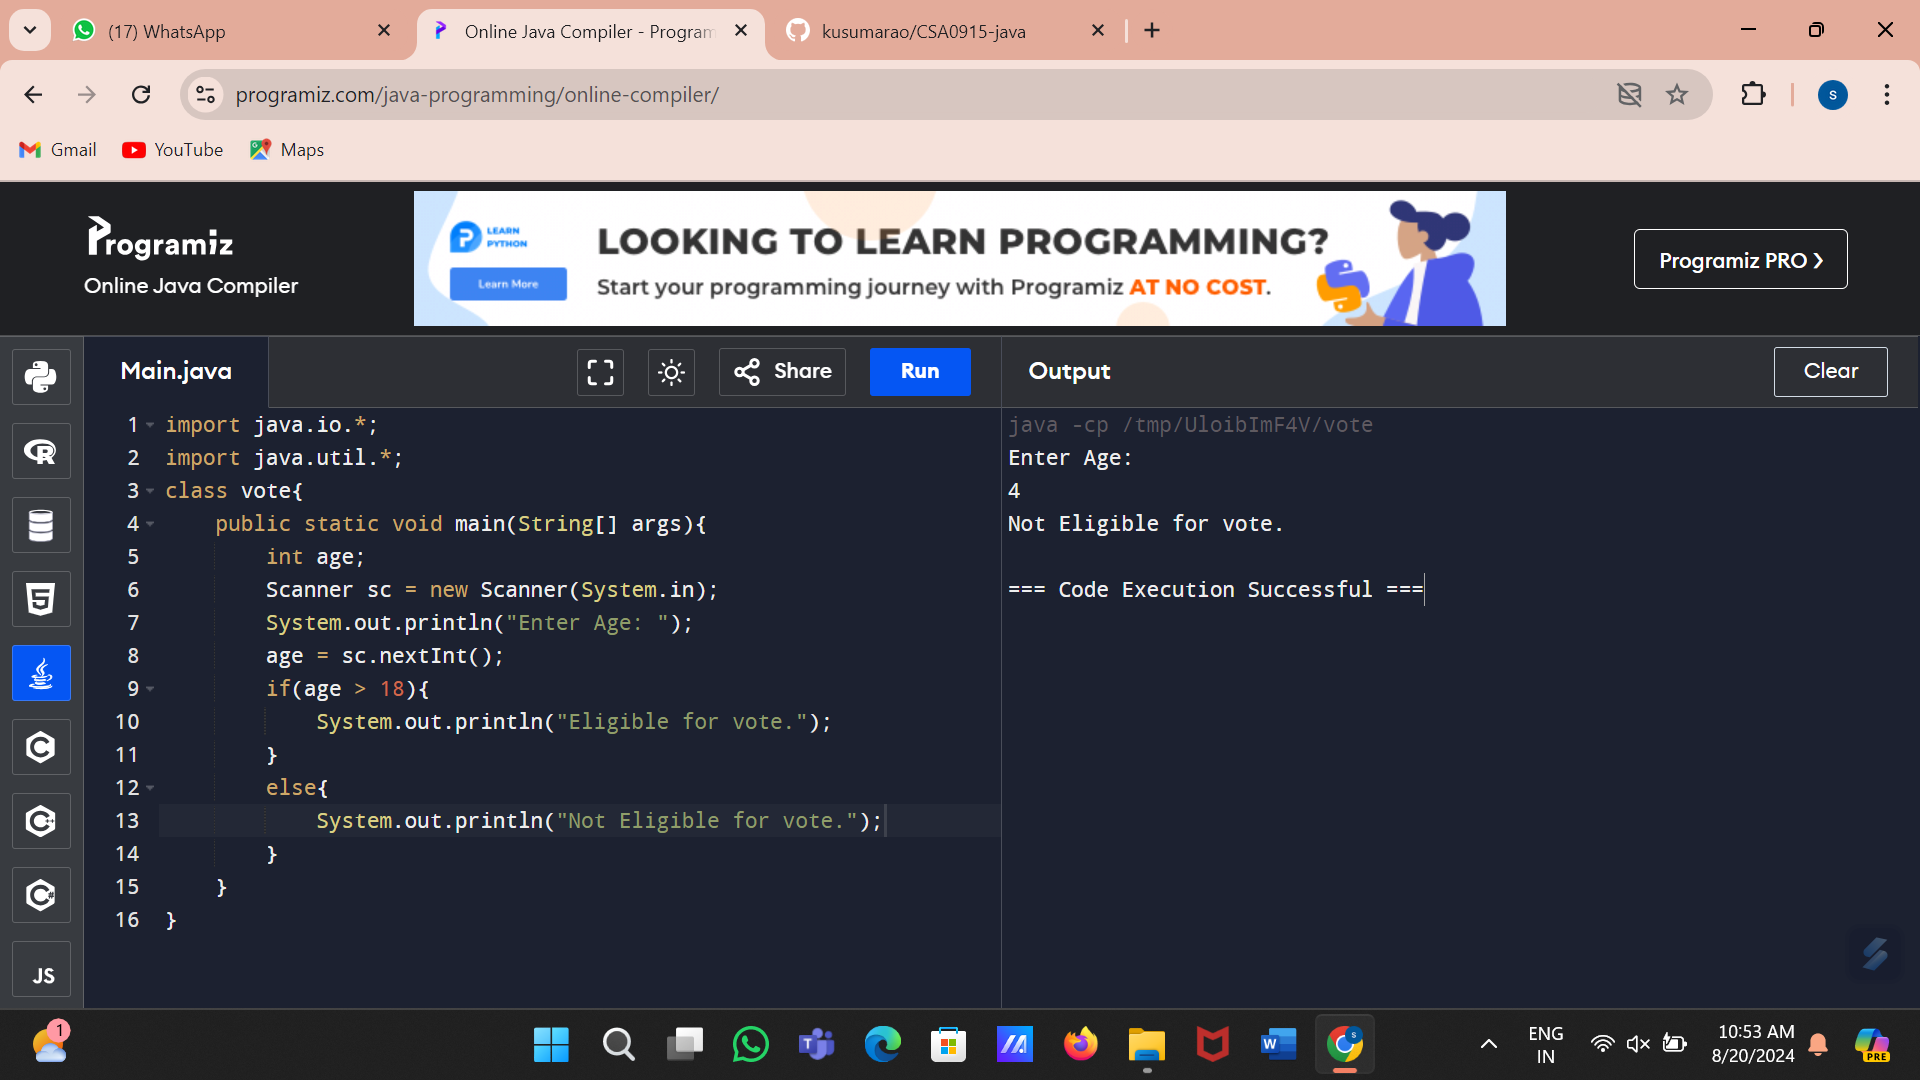 (17) WhatsApp
Online Java Compiler - Program
kusumarao/CSA0915-java
programiz.com/java-programming/online-compiler/
s
Gmail
YouTube
Maps
Programiz
Online Java Compiler
LEARN
PYTHON
Learn More
LOOKING TO LEARN PROGRAMMING?
Start your programming journey with Programiz AT NO COST.
Programiz PRO ❯
Main.java
Share
Run
Output
Clear
1 import java.io.*;
2 import java.util.*;
3 class vote{
4     public static void main(String[] args){
5         int age;
6         Scanner sc = new Scanner(System.in);
7         System.out.println("Enter Age: ");
8         age = sc.nextInt();
9         if(age > 18){
10             System.out.println("Eligible for vote.");
11         }
12         else{
13             System.out.println("Not Eligible for vote.");
14         }
15     }
16 }
java -cp /tmp/UloibImF4V/vote
Enter Age:
4
Not Eligible for vote.
=== Code Execution Successful ===
JS
1
ENG
IN
10:53 AM
8/20/2024
PRE